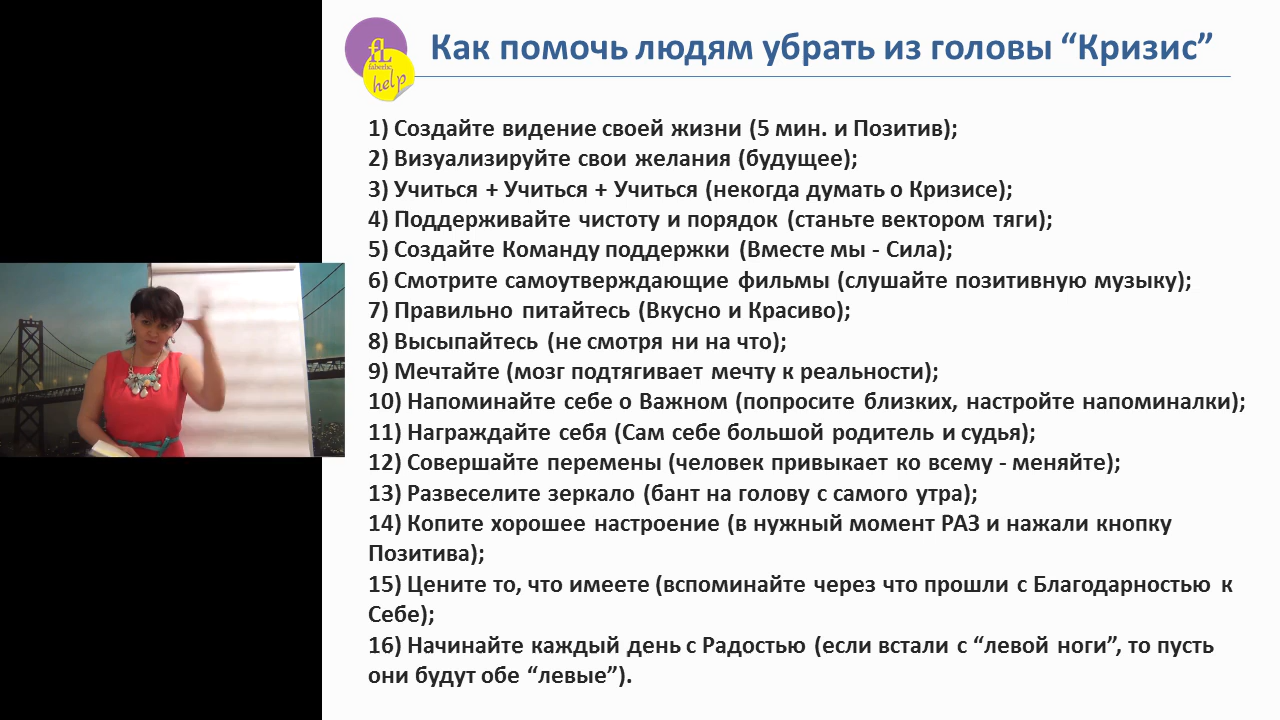 fL
faberlic
help
Как помочь людям убрать из головы “Кризис”
1) Создайте видение своей жизни (5 мин. и Позитив);
2) Визуализируйте свои желания (будущее);
3) Учиться + Учиться + Учиться (некогда думать о Кризисе);
4) Поддерживайте чистоту и порядок (станьте вектором тяги);
5) Создайте Команду поддержки (Вместе мы - Сила);
6) Смотрите самоутверждающие фильмы (слушайте позитивную музыку);
7) Правильно питайтесь (Вкусно и Красиво);
8) Высыпайтесь (не смотря ни на что);
9) Мечтайте (мозг подтягивает мечту к реальности);
10) Напоминайте себе о Важном (попросите близких, настройте напоминалки);
11) Награждайте себя (Сам себе большой родитель и судья);
12) Совершайте перемены (человек привыкает ко всему - меняйте);
13) Развеселите зеркало (бант на голову с самого утра);
14) Копите хорошее настроение (в нужный момент РАЗ и нажали кнопку
Позитива);
15) Цените то, что имеете (вспоминайте через что прошли с Благодарностью к
Себе);
16) Начинайте каждый день с Радостью (если встали с “левой ноги”, то пусть
они будут обе “левые”).